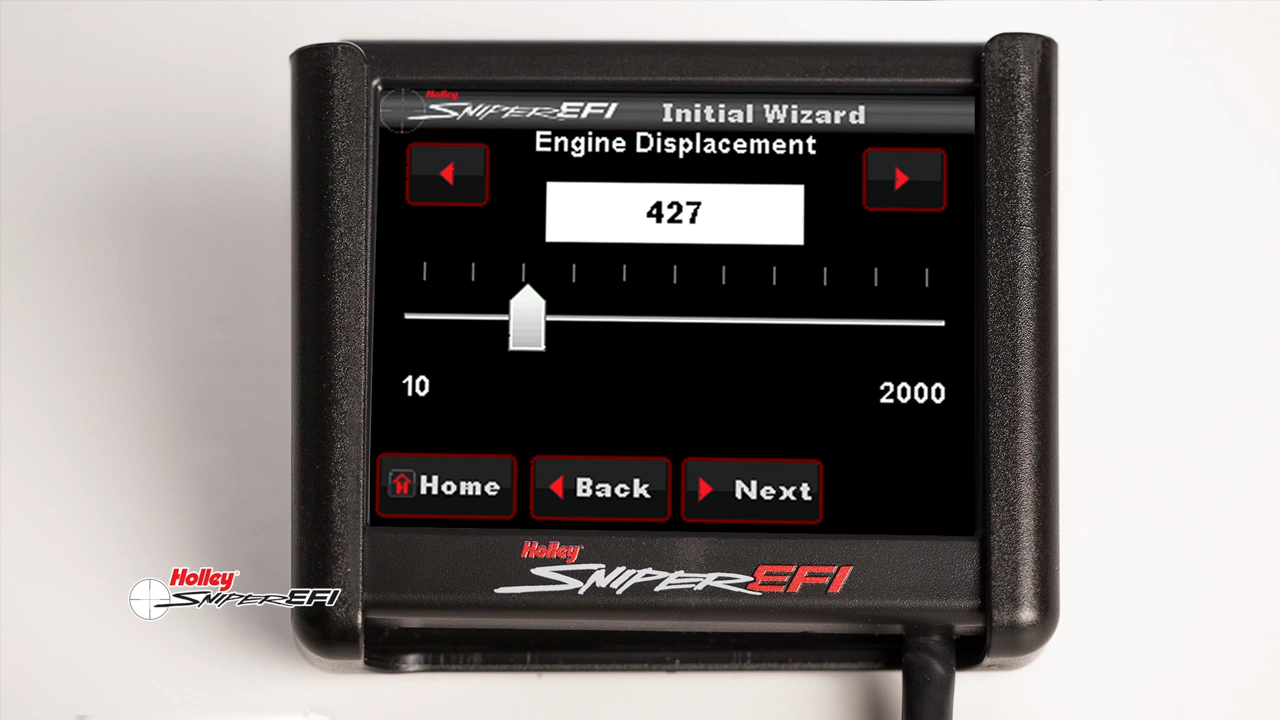 Holley
SNIPER EFI Initial Wizard
Engine Displacement
427
10 2000
Home Back Next
Holley
SNIPER EFI
Holley
SNIPER EFI